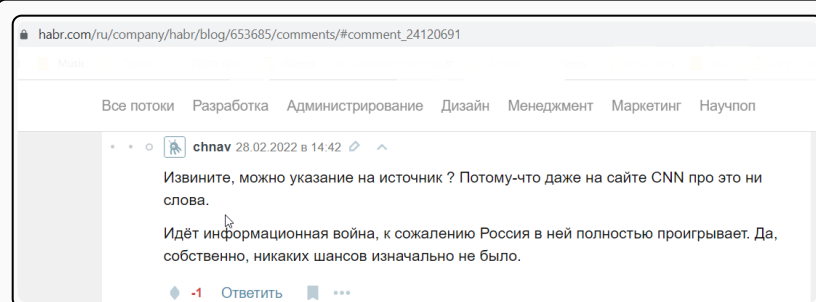 habr.com/ru/company/habr/blog/653685/comments/#comment_24120691
Все потоки Разработка Администрирование Дизайн Менеджмент Маркетинг Научпоп
chnav 28.02.2022 в 14:42
Извините, можно указание на источник ? Потому-что даже на сайте CNN про это ни
слова.
Идёт информационная война, к сожалению Россия в ней полностью проигрывает. Да,
собственно, никаких шансов изначально не было.
-1 Ответить